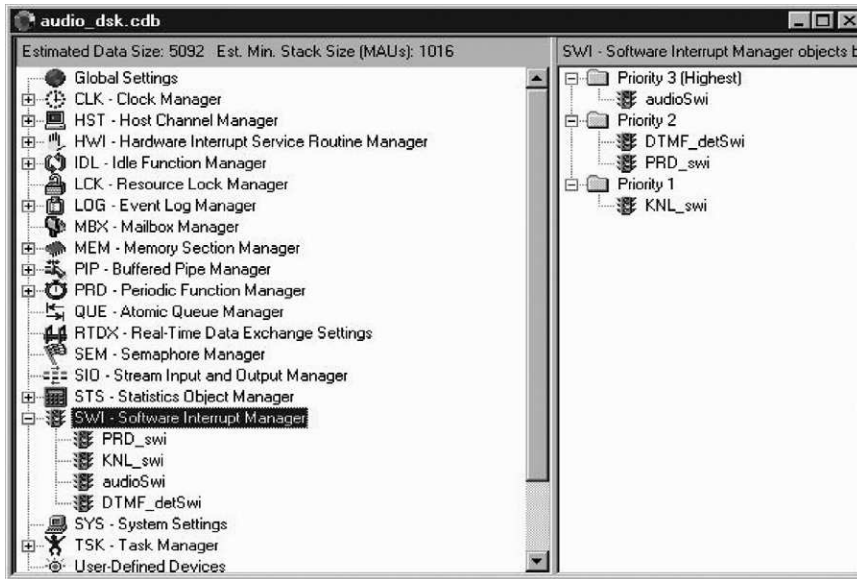 audio_dsk.cdb
Estimated Data Size: 5092 Est. Min. Stack Size (MAUs): 1016
Global Settings
CLK - Clock Manager
HST - Host Channel Manager
HWI - Hardware Interrupt Service Routine Manager
IDL - Idle Function Manager
LCK - Resource Lock Manager
LOG - Event Log Manager
MBX - Mailbox Manager
MEM - Memory Section Manager
PIP - Buffered Pipe Manager
PRD - Periodic Function Manager
QUE - Atomic Queue Manager
RTDX - Real-Time Data Exchange Settings
SEM - Semaphore Manager
SIO - Stream Input and Output Manager
STS - Statistics Object Manager
SWI - Software Interrupt Manager
PRD_swi
KNL_swi
audioSwi
DTMF_detSwi
SYS - System Settings
TSK - Task Manager
User-Defined Devices
SWI - Software Interrupt Manager objects
Priority 3 (Highest)
audioSwi
Priority 2
DTMF_detSwi
PRD_swi
Priority 1
KNL_swi